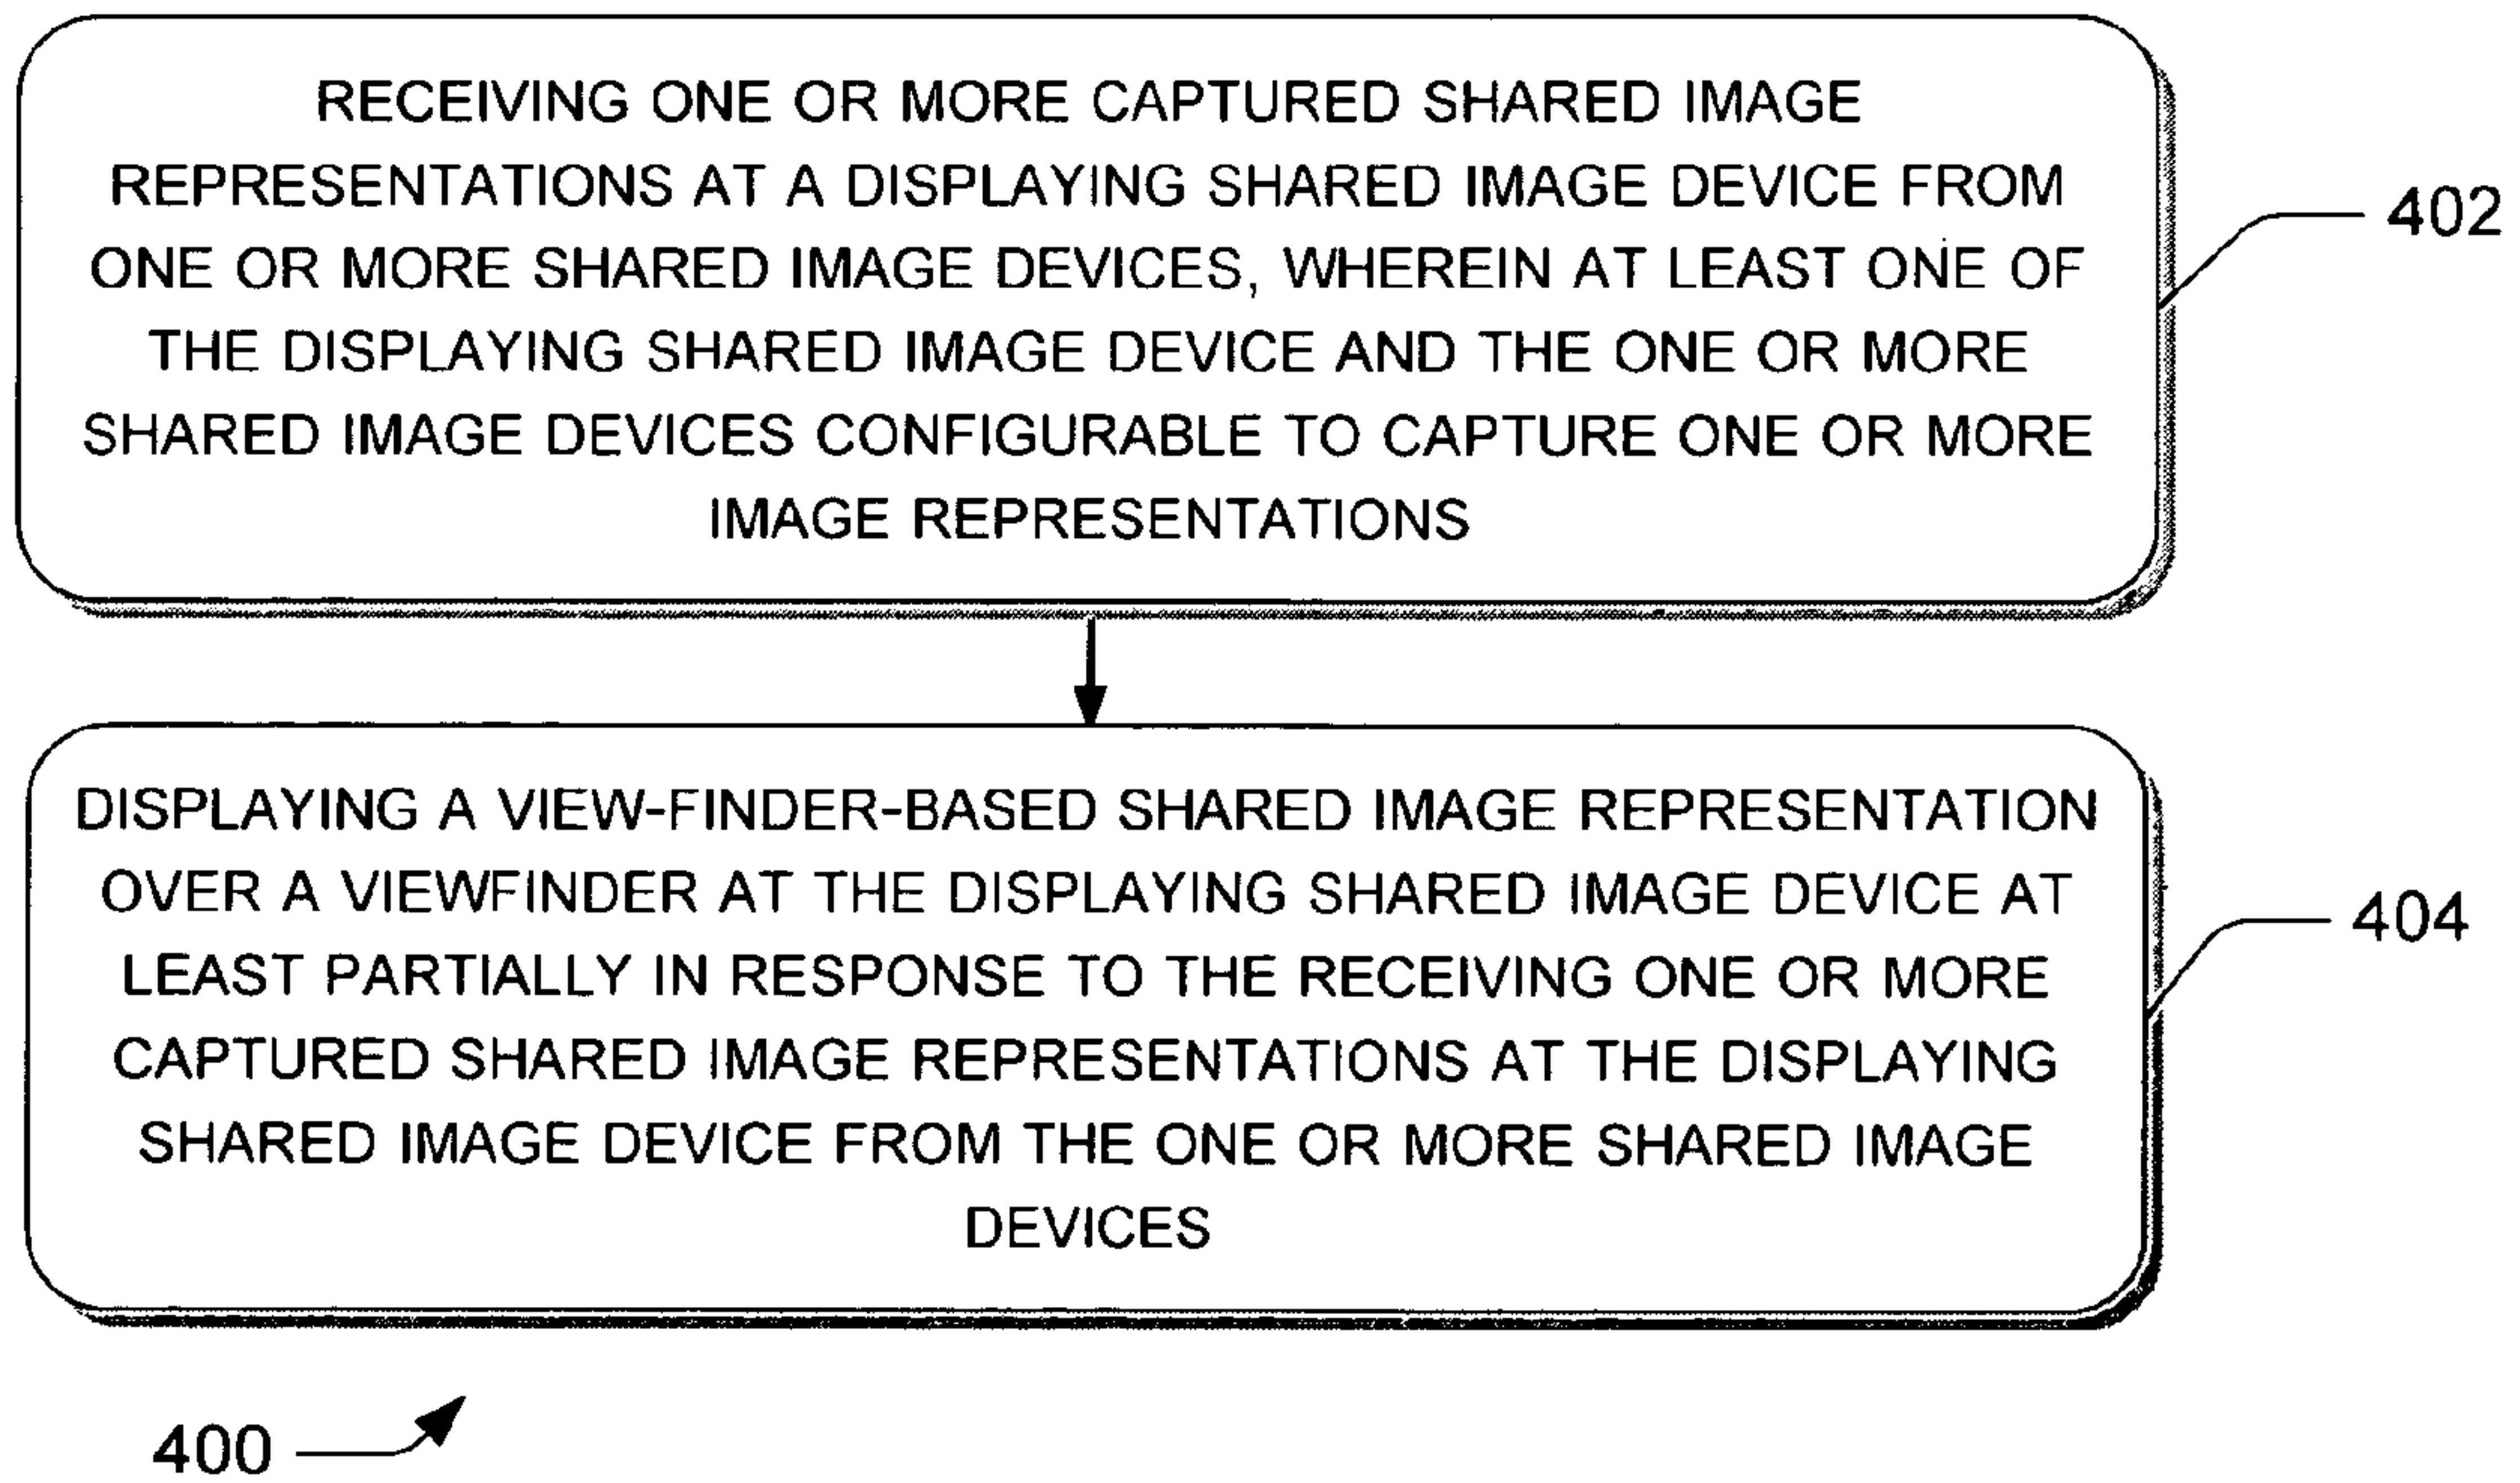 RECEIVING ONE OR MORE CAPTURED SHARED IMAGE
REPRESENTATIONS AT A DISPLAYING SHARED IMAGE DEVICE FROM
ONE OR MORE SHARED IMAGE DEVICES, WHEREIN AT LEAST ONE OF
THE DISPLAYING SHARED IMAGE DEVICE AND THE ONE OR MORE
SHARED IMAGE DEVICES CONFIGURABLE TO CAPTURE ONE OR MORE
IMAGE REPRESENTATIONS
402
DISPLAYING A VIEW-FINDER-BASED SHARED IMAGE REPRESENTATION
OVER A VIEWFINDER AT THE DISPLAYING SHARED IMAGE DEVICE AT
LEAST PARTIALLY IN RESPONSE TO THE RECEIVING ONE OR MORE
CAPTURED SHARED IMAGE REPRESENTATIONS AT THE DISPLAYING
SHARED IMAGE DEVICE FROM THE ONE OR MORE SHARED IMAGE
DEVICES
404
400